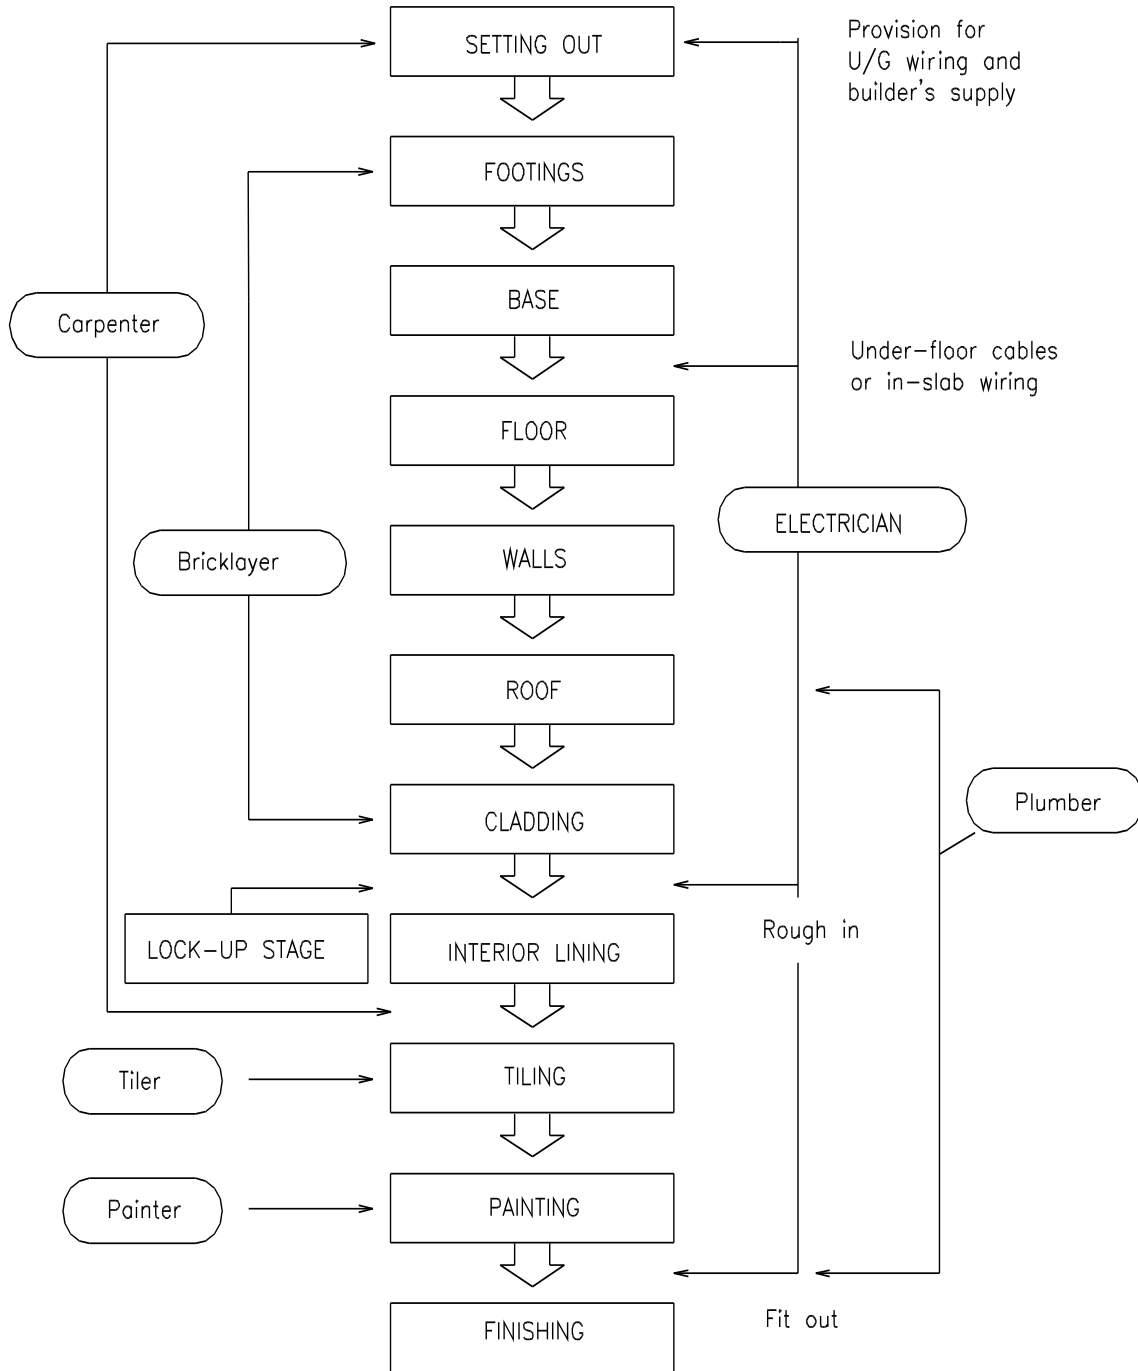 SETTING OUT
Provision for
U/G wiring and
builder's supply
FOOTINGS
BASE
Carpenter
Under-floor cables
or in-slab wiring
FLOOR
ELECTRICIAN
WALLS
Bricklayer
ROOF
Plumber
CLADDING
Rough in
LOCK-UP STAGE
INTERIOR LINING
Tiler
TILING
Painter
PAINTING
Fit out
FINISHING